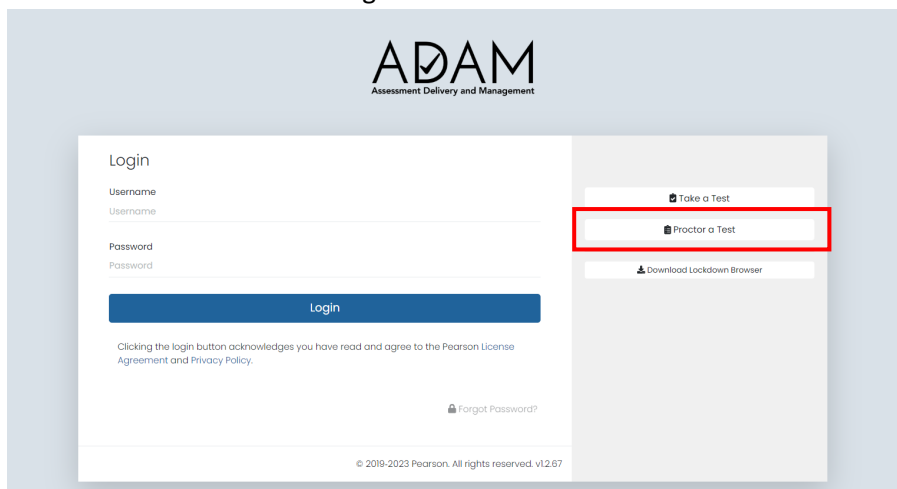 ADAM
Assessment Delivery and Management
Login
Username
Username
Password
Password
Login
Clicking the login button acknowledges you have read and agree to the Pearson License
Agreement and Privacy Policy.
Forgot Password?
© 2019-2023 Pearson. All rights reserved. v1.2.67
Take a Test
Proctor a Test
Download Lockdown Browser